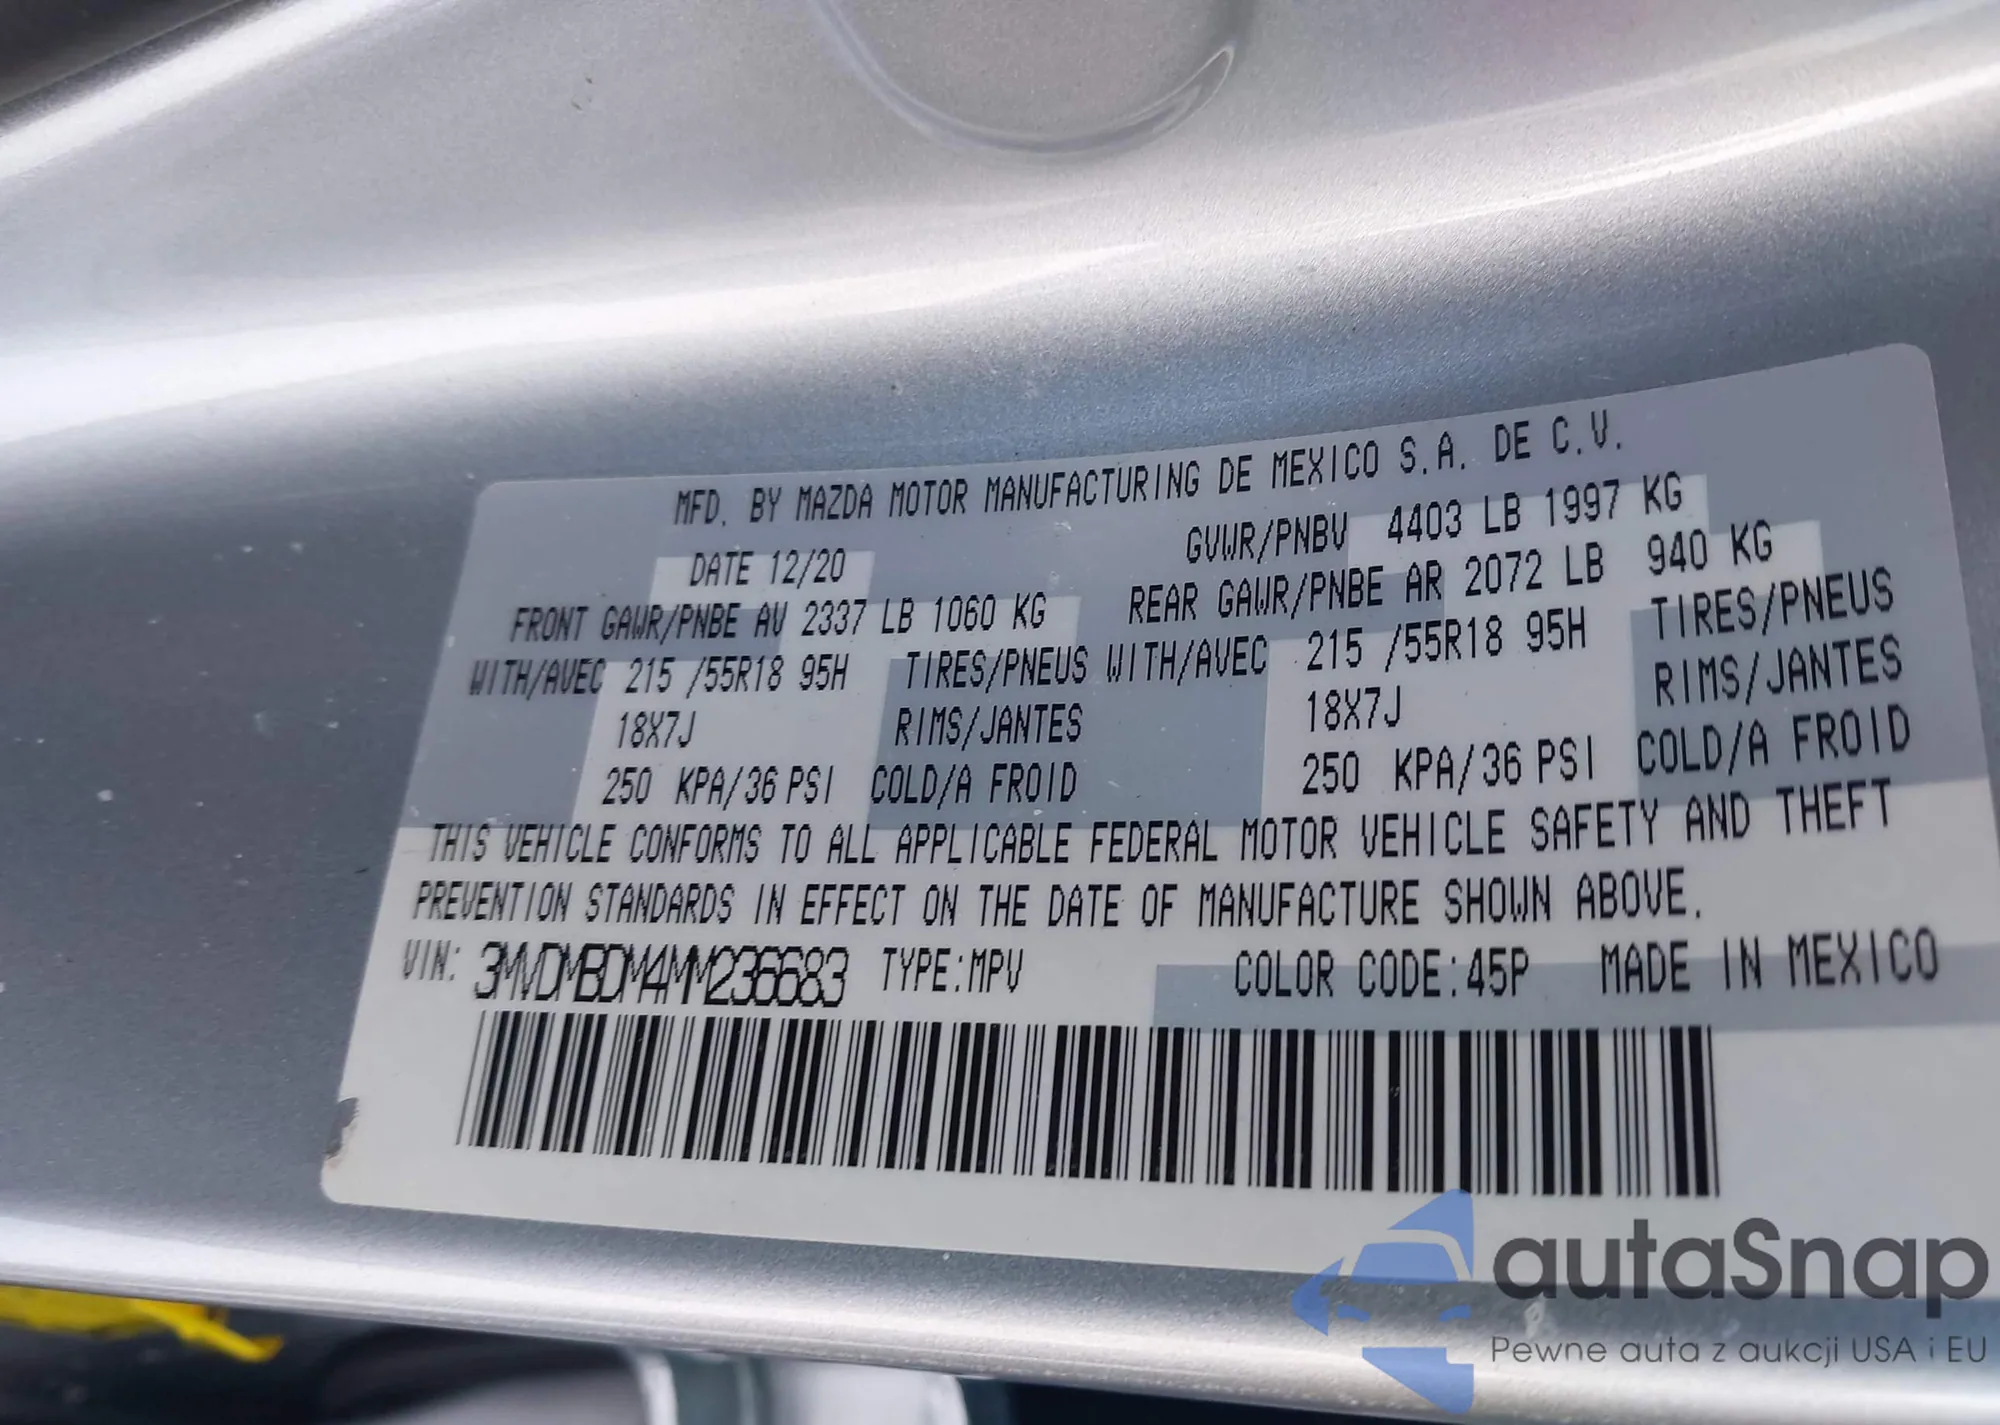 MFD. BY MAZDA MOTOR MANUFACTURING DE MEXICO S.A. DE C.V.
DATE 12/20 GVWR/PNBV 4403 LB 1997 KG
FRONT GAWR/PNBE AV 2337 LB 1060 KG REAR GAWR/PNBE AR 2072 LB 940 KG
WITH/AVEC 215 /55R18 95H TIRES/PNEUS WITH/AVEC 215 /55R18 95H TIRES/PNEUS
18X7J RIMS/JANTES 18X7J RIMS/JANTES
250 KPA/36 PSI COLD/A FROID 250 KPA/36 PSI COLD/A FROID
THIS VEHICLE CONFORMS TO ALL APPLICABLE FEDERAL MOTOR VEHICLE SAFETY AND THEFT
PREVENTION STANDARDS IN EFFECT ON THE DATE OF MANUFACTURE SHOWN ABOVE.
VIN: 3MVDMBDM4MM236683 TYPE:MPV COLOR CODE:45P MADE IN MEXICO
autaSnap
Pewne auta z aukcji USA i EU